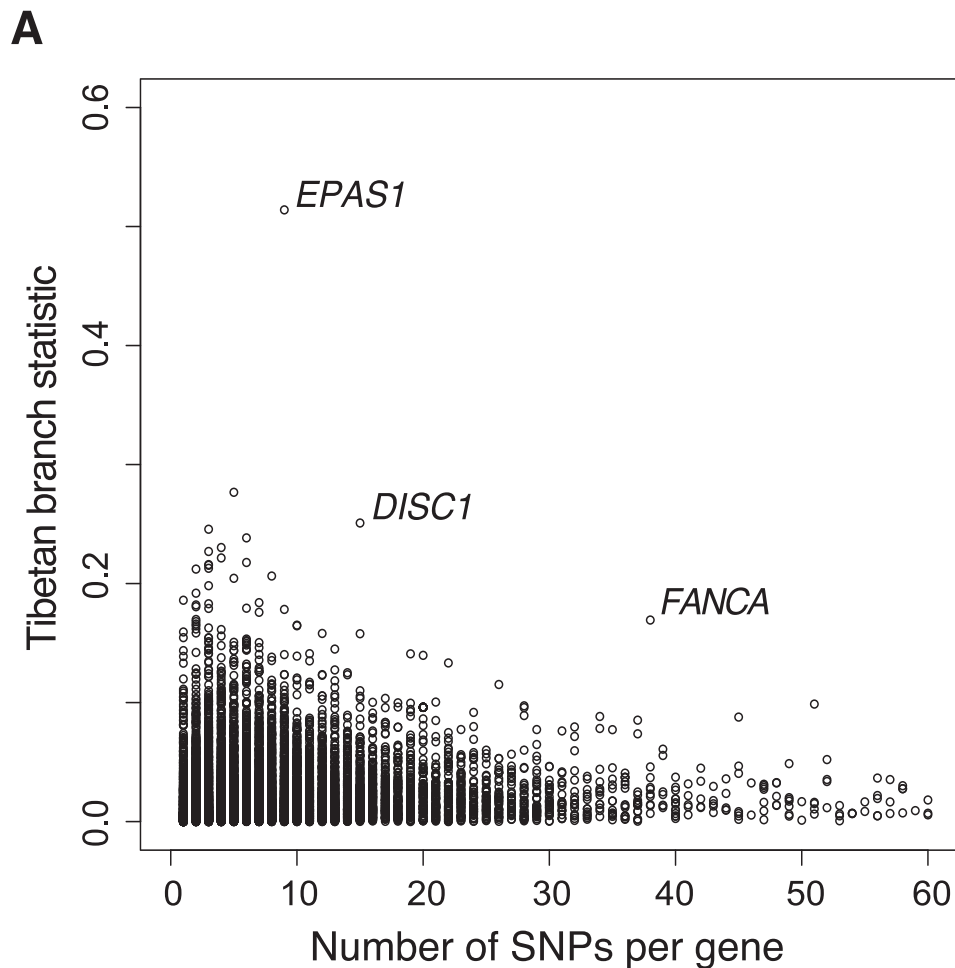 A
0.6
EPAS1
0.4
Tibetan branch statistic
DISC1
0.2
FANCA
0.0
0 10 20 30 40 50 60
Number of SNPs per gene